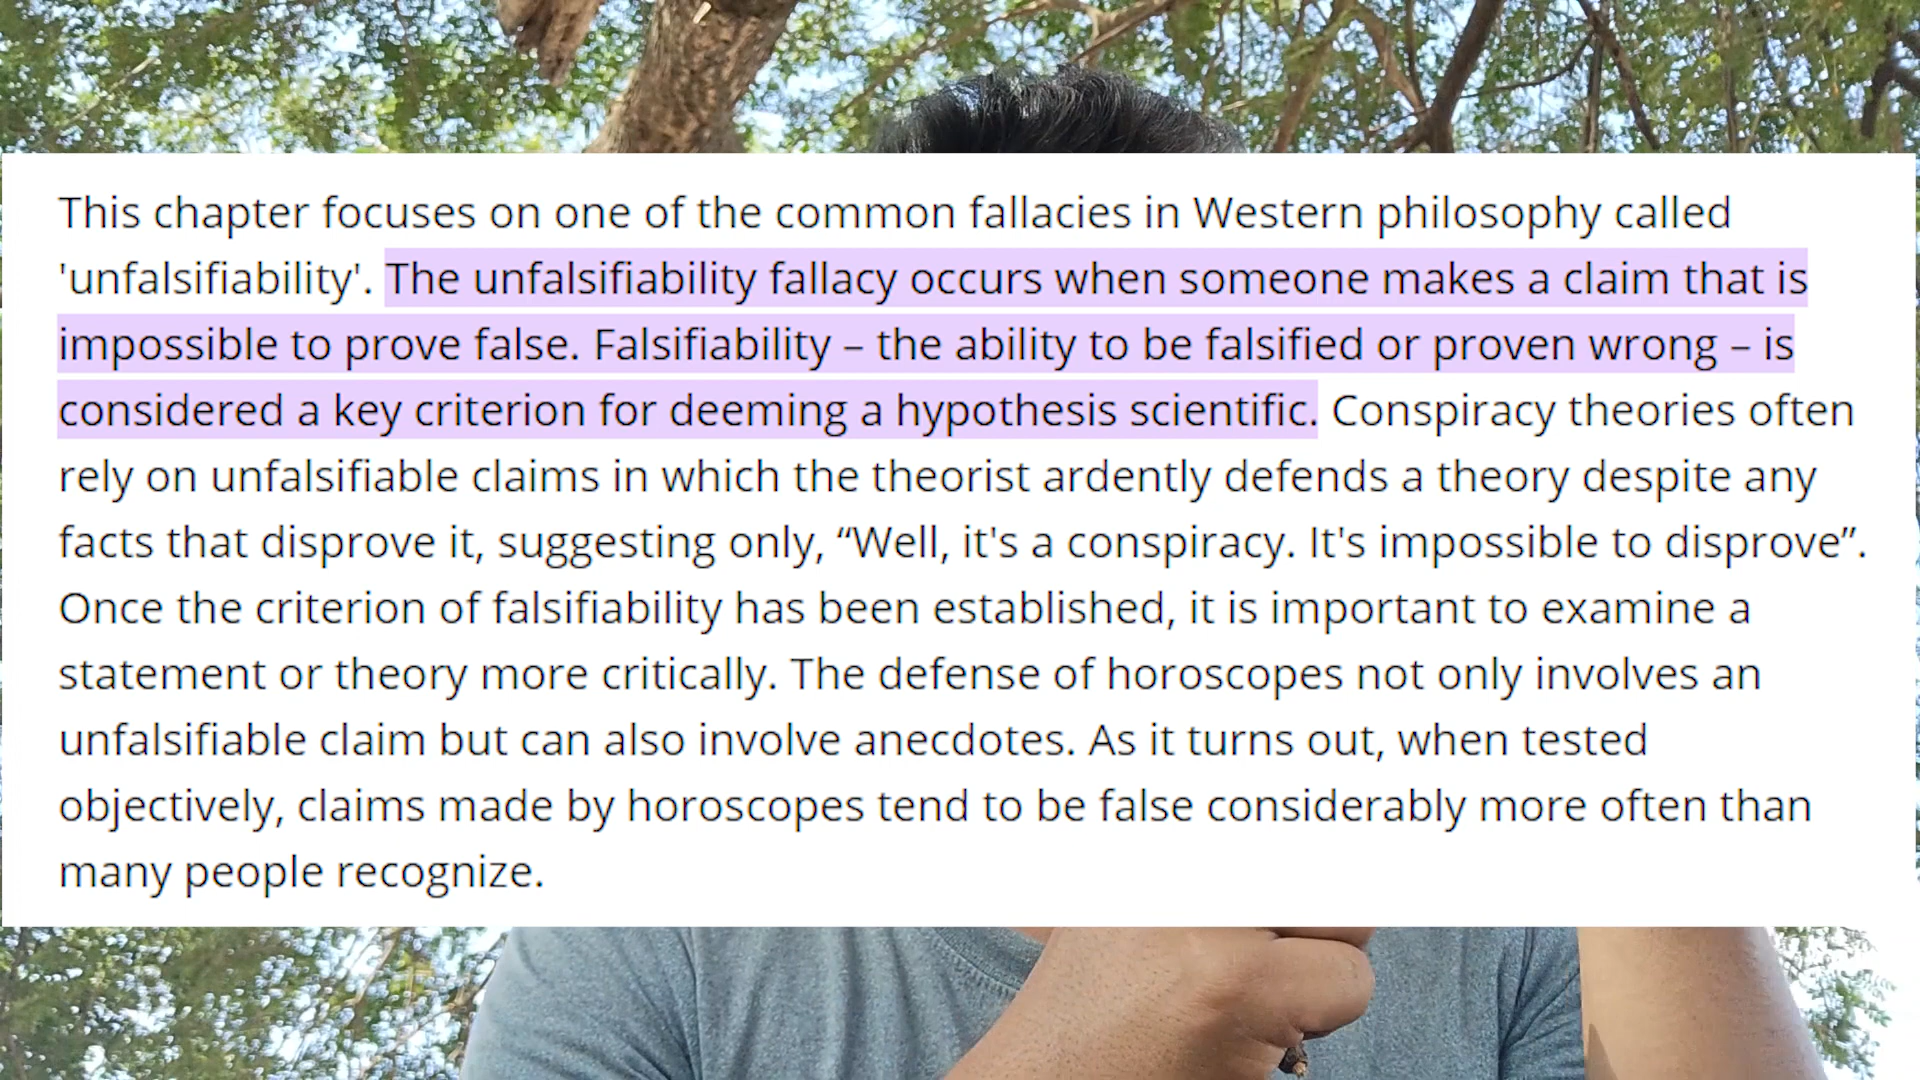 This chapter focuses on one of the common fallacies in Western philosophy called
'unfalsifiability'. The unfalsifiability fallacy occurs when someone makes a claim that is
impossible to prove false. Falsifiability – the ability to be falsified or proven wrong – is
considered a key criterion for deeming a hypothesis scientific. Conspiracy theories often
rely on unfalsifiable claims in which the theorist ardently defends a theory despite any
facts that disprove it, suggesting only, “Well, it's a conspiracy. It's impossible to disprove”.
Once the criterion of falsifiability has been established, it is important to examine a
statement or theory more critically. The defense of horoscopes not only involves an
unfalsifiable claim but can also involve anecdotes. As it turns out, when tested
objectively, claims made by horoscopes tend to be false considerably more often than
many people recognize.